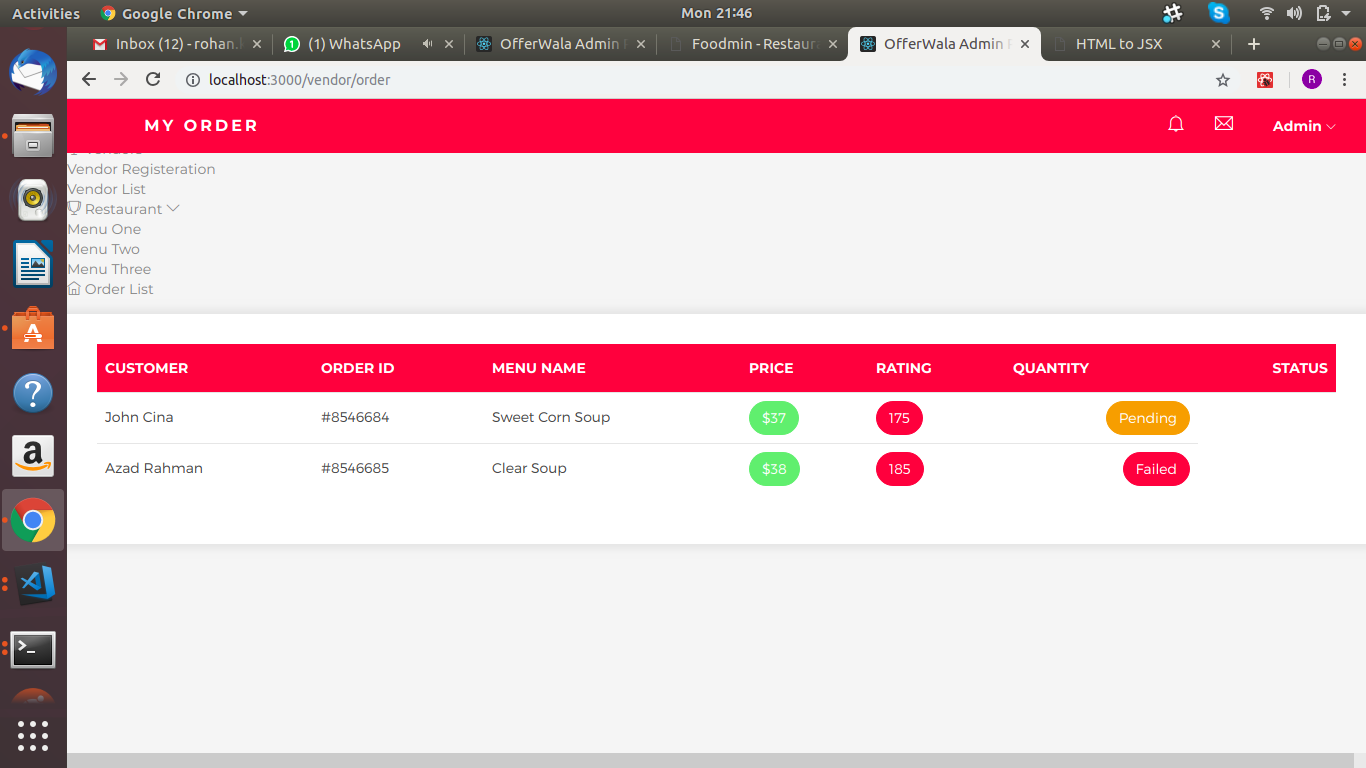 Activities Google Chrome Mon 21:46
Inbox (12) - rohan. (1) WhatsApp OfferWala Admin Foodmin - Restaur OfferWala Admin HTML to JSX
localhost:3000/vendor/order R
MY ORDER Admin
Vendor Registeration
Vendor List
Restaurant
Menu One
Menu Two
Menu Three
Order List
CUSTOMER ORDER ID MENU NAME PRICE RATING QUANTITY STATUS
John Cina #8546684 Sweet Corn Soup $37 175 Pending
Azad Rahman #8546685 Clear Soup $38 185 Failed